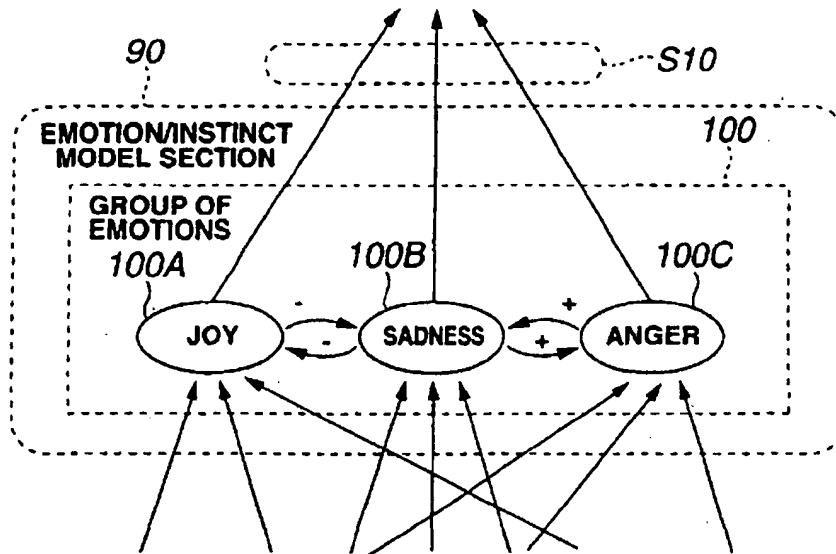 90
S10
EMOTION/INSTINCT
MODEL SECTION
100
GROUP OF
EMOTIONS
100A
100B
100C
- +
JOY
SADNESS
ANGER
- +